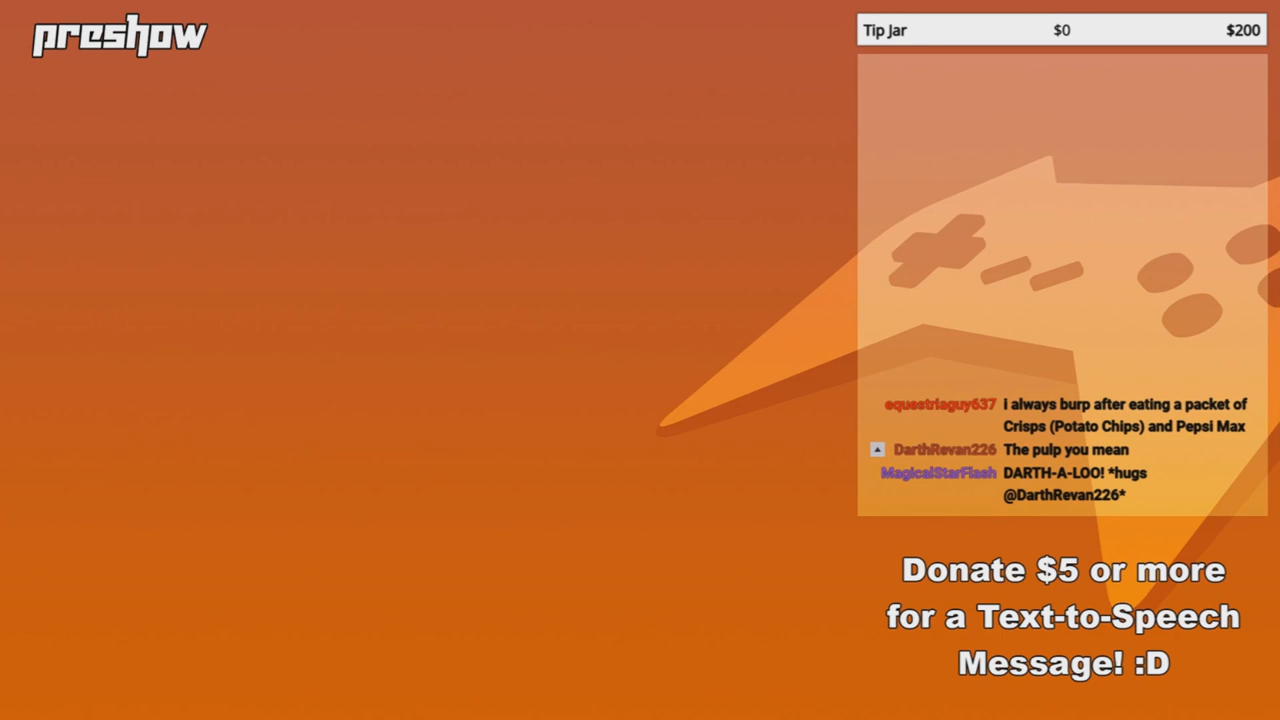 preshow
Tip Jar $0 $200
equestriaguy637 i always burp after eating a packet of
Crisps (Potato Chips) and Pepsi Max
DarthRevan226 The pulp you mean
MagicalStarFlash DARTH-A-LOO! *hugs
@DarthRevan226*
Donate $5 or more
for a Text-to-Speech
Message! :D